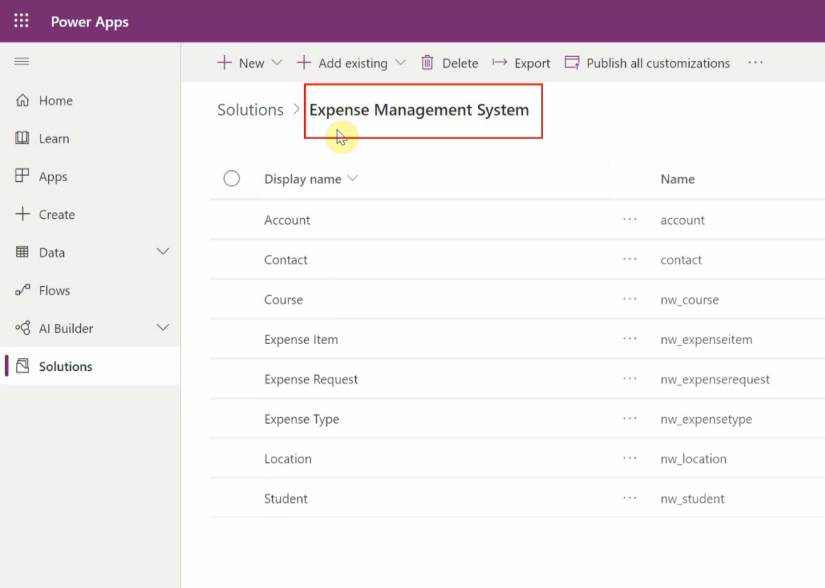 Power Apps
New
Add existing
Delete
Export
Publish all customizations
Home
Learn
Apps
Create
Data
Flows
AI Builder
Solutions
Solutions > Expense Management System
Display name Name
Account ··· account
Contact ··· contact
Course ··· nw_course
Expense Item ··· nw_expenseitem
Expense Request ··· nw_expenserequest
Expense Type ··· nw_expensetype
Location ··· nw_location
Student ··· nw_student